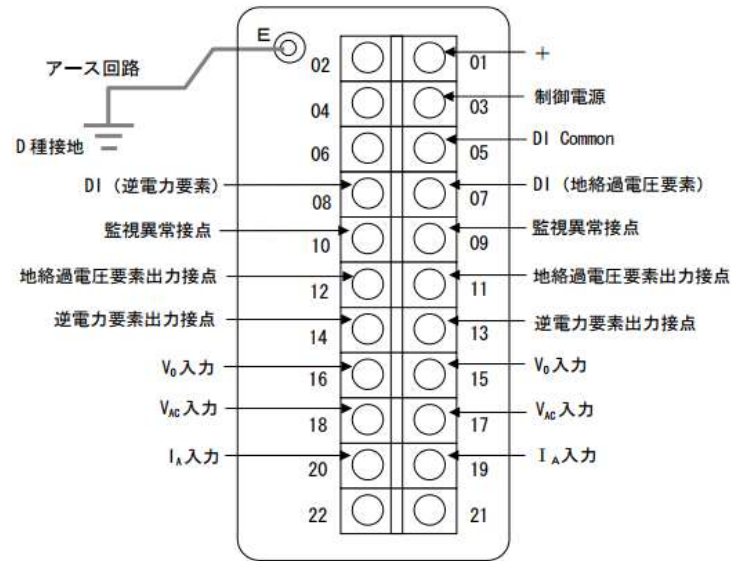 E
アース回路
D種接地
02 01 +
04 03 制御電源
06 05 DI Common
DI (逆電力要素) 08 07 DI (地絡過電圧要素)
監視異常接点 10 09 監視異常接点
地絡過電圧要素出力接点 12 11 地絡過電圧要素出力接点
逆電力要素出力接点 14 13 逆電力要素出力接点
V₀入力 16 15 V₀入力
VAC入力 18 17 VAC入力
IA入力 20 19 IA入力
22 21